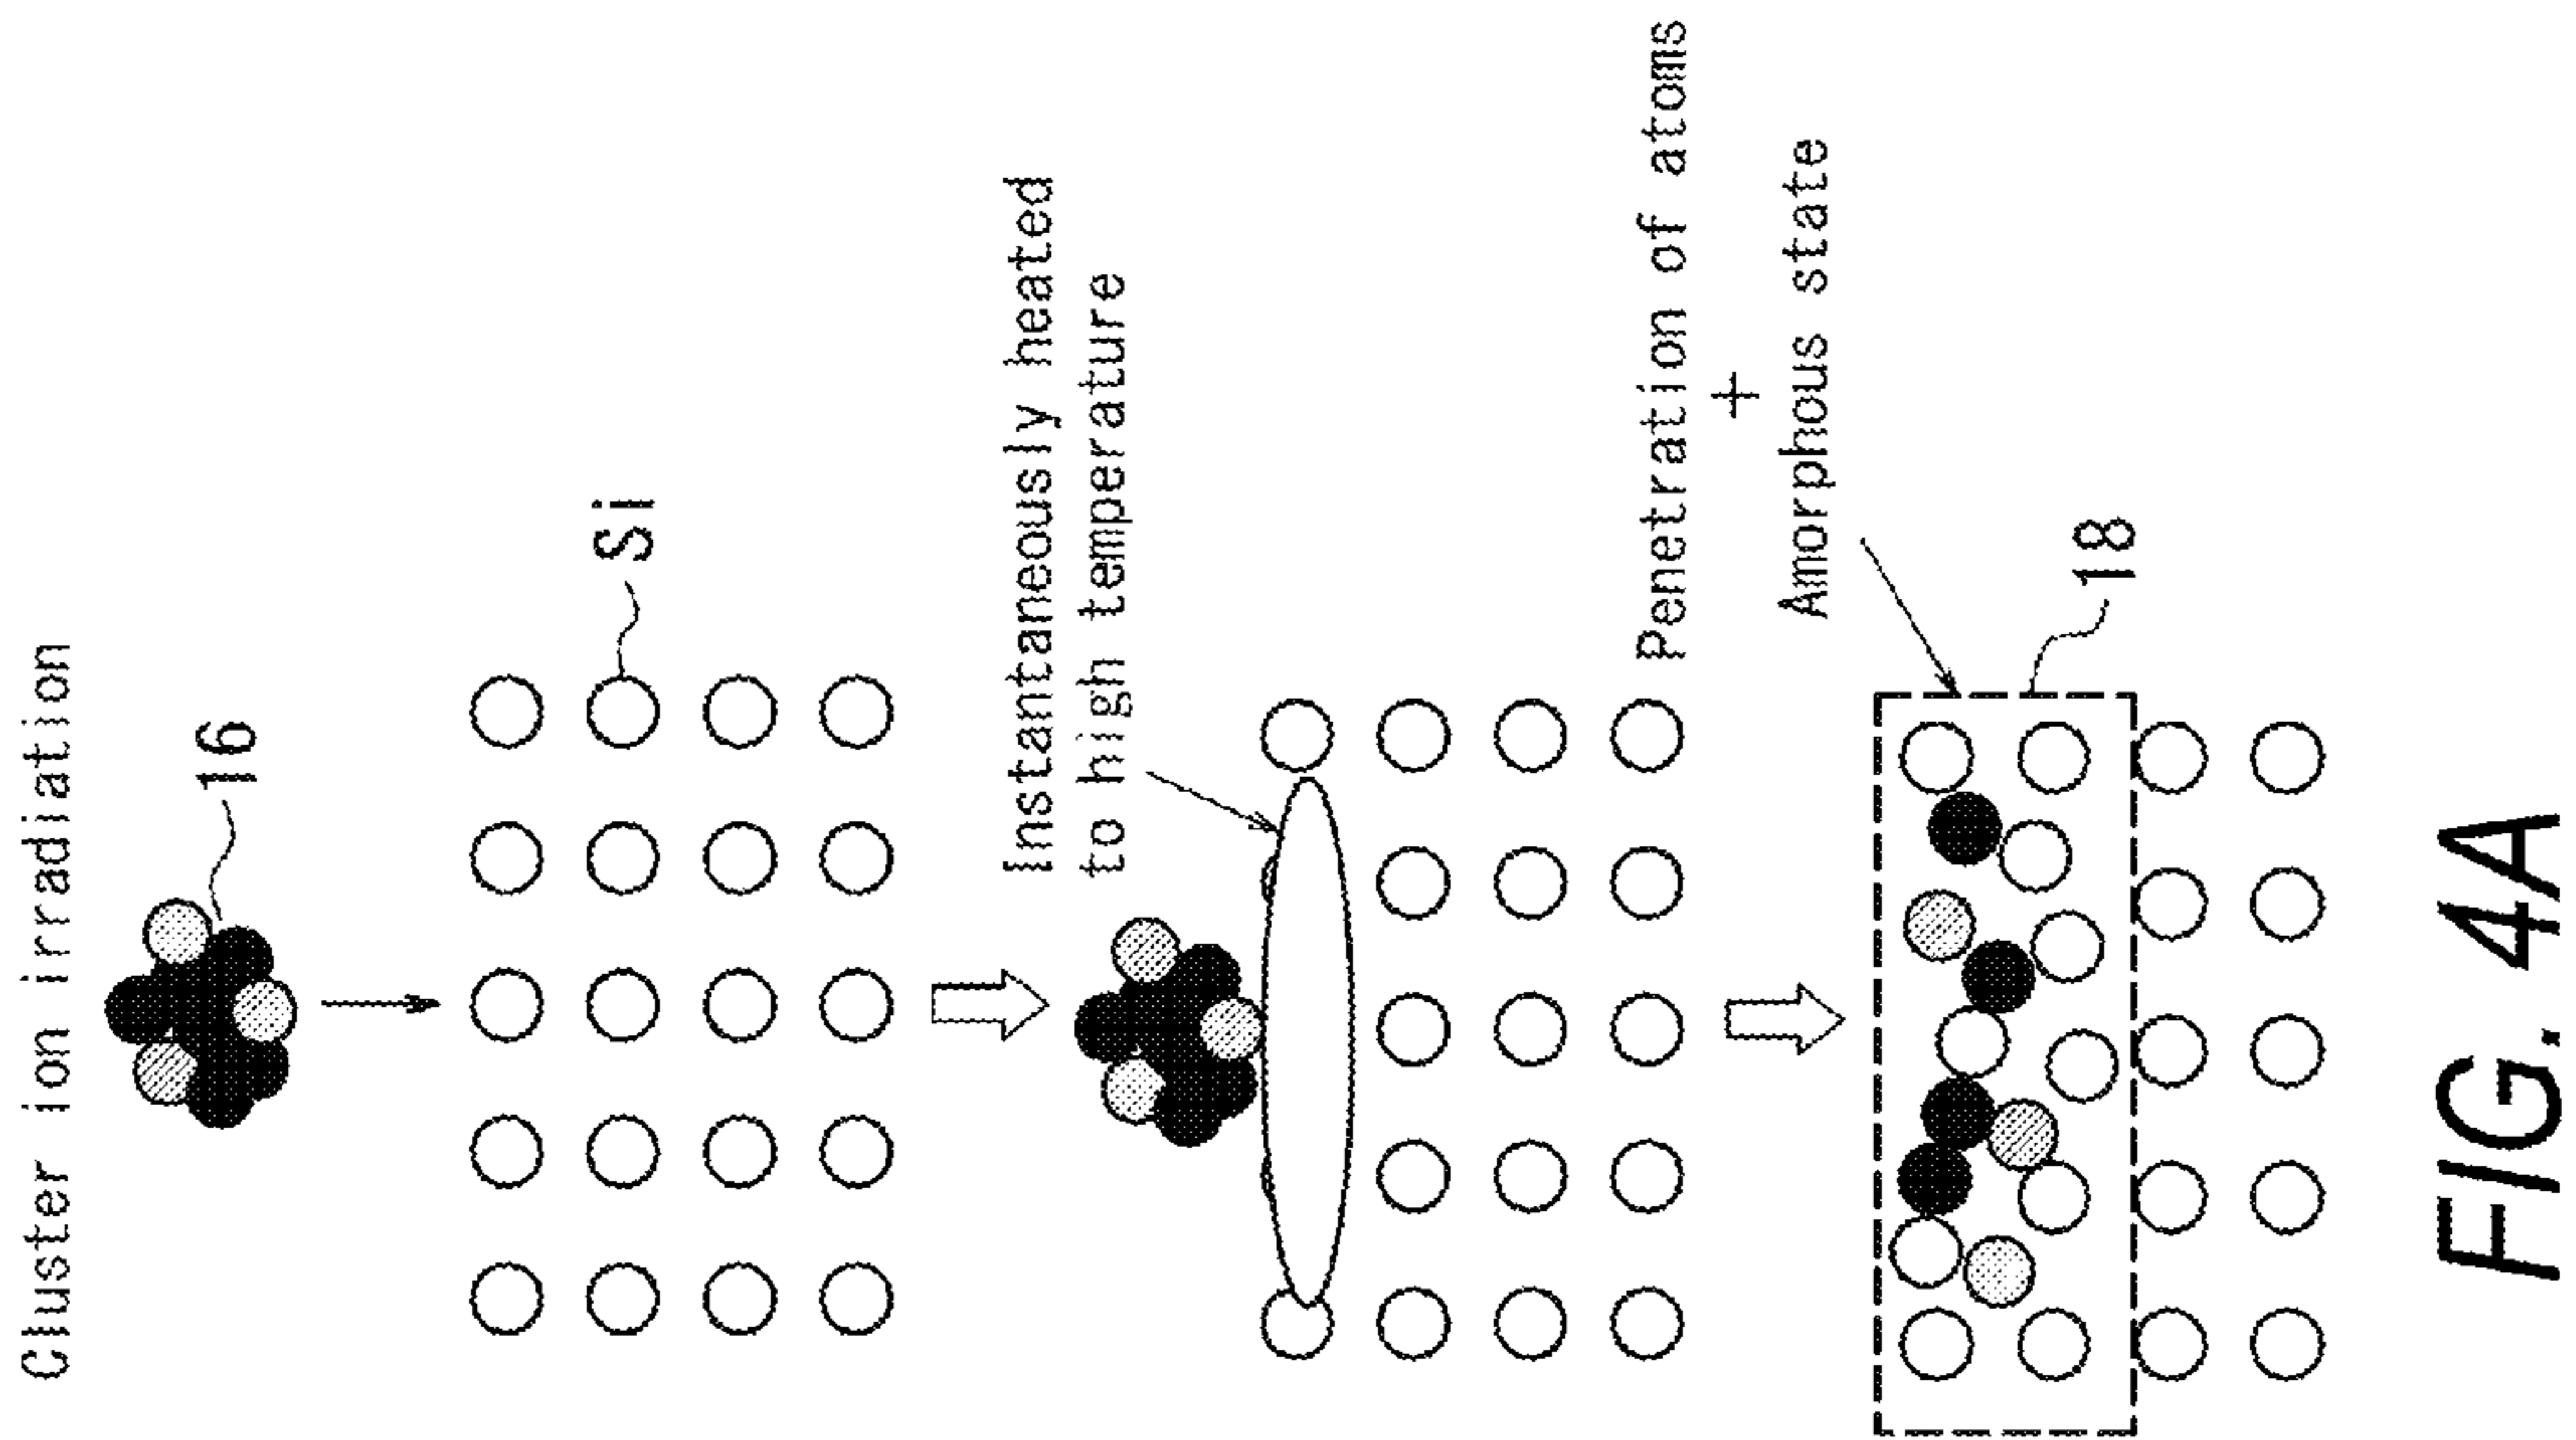 Cluster ion irradiation
16
Si
Instantaneously heated
to high temperature
Penetration of atoms
+
Amorphous state
18
FIG. 4A